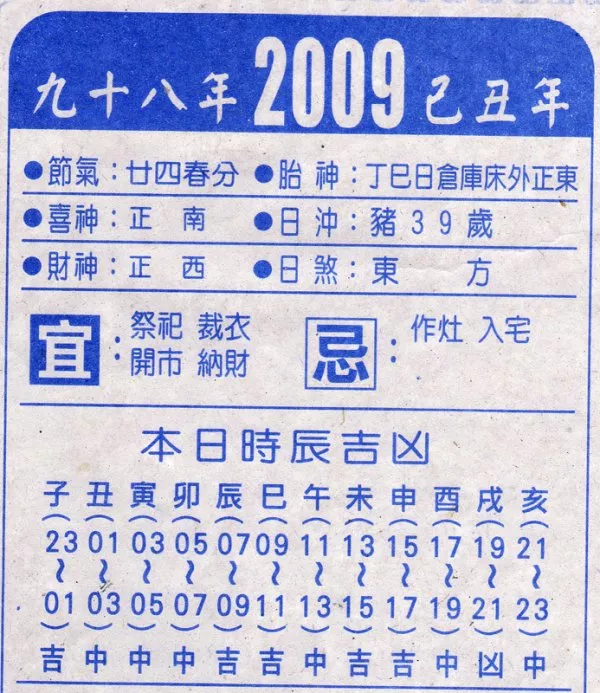 九十八年 2009 己丑年
●節氣：廿四春分 ●胎神：丁巳日倉庫床外正東
●喜神：正南 ●日沖：豬39歲
●財神：正西 ●日煞：東方
宜：祭祀 裁衣 開市 納財
忌：作灶 入宅
本日時辰吉凶
子 丑 寅 卯 辰 巳 午 未 申 酉 戌 亥
(23 01 03 05 07 09 11 13 15 17 19 21
~ ~ ~ ~ ~ ~ ~ ~ ~ ~ ~ ~
01 03 05 07 09 11 13 15 17 19 21 23)
吉 中 中 中 吉 吉 中 吉 吉 中 凶 中